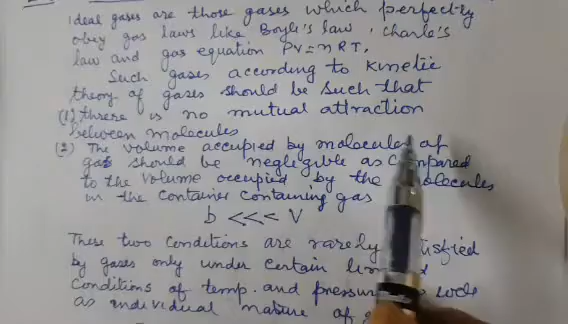 Ideal gases are those gases which perfectly
obey gas laws like Boyle's law, Charle's
law and gas equation PV=nRT.
Such gases according to Kinetic
theory of gases should be such that
(1) threre is no mutual attraction
between molecules
(2) The volume accupied by molecules of
gas should be negligible as compared
to the volume occupied by the molecules
in the container containing gas
b <<< V
These two conditions are rarely satisfied
by gases only under certain
conditions of temp. and pressure
as individual nature of